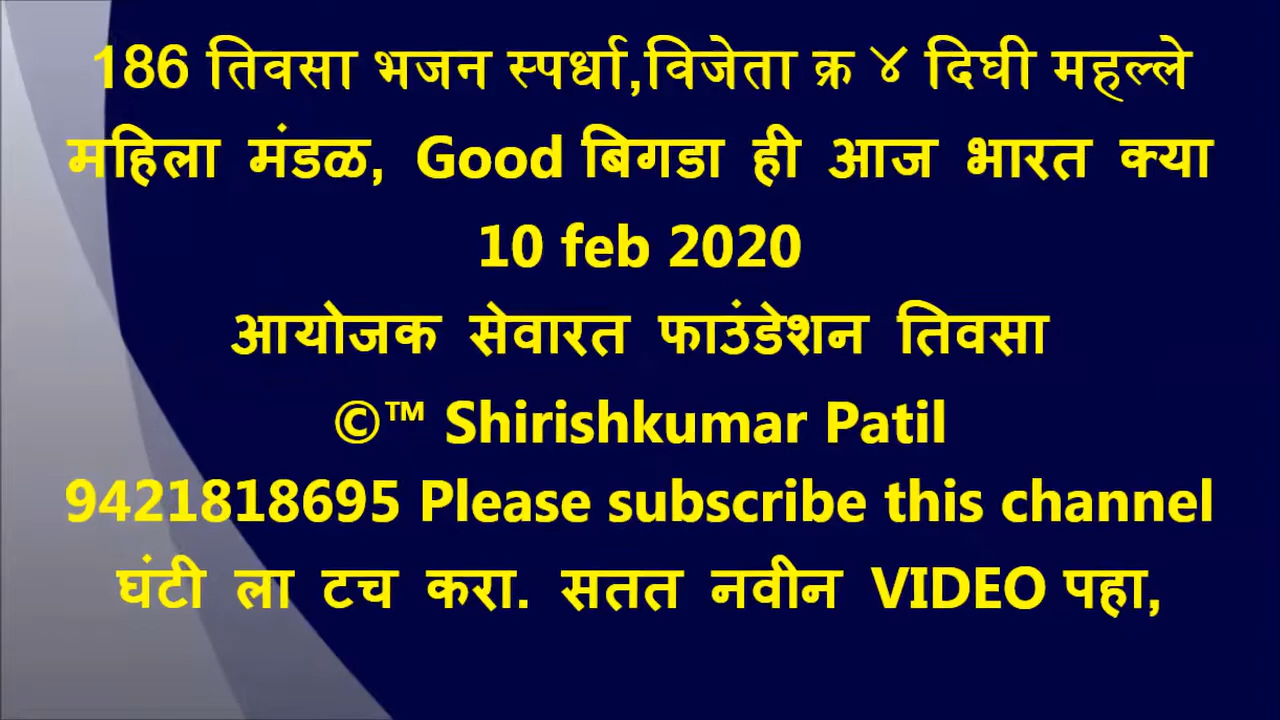 186 तिवसा भजन स्पर्धा,विजेता क्र ४ दिघी महल्ले
महिला मंडळ, Good बिगडा ही आज भारत क्या
10 feb 2020
आयोजक सेवारत फाउंडेशन तिवसा
©™ Shirishkumar Patil
9421818695 Please subscribe this channel
घंटी ला टच करा. सतत नवीन VIDEO पहा,